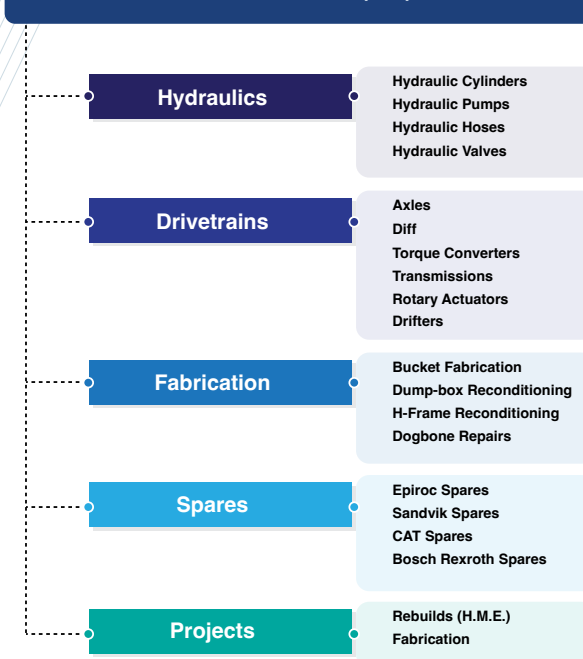 Hydraulics
Hydraulic Cylinders
Hydraulic Pumps
Hydraulic Hoses
Hydraulic Valves
Drivetrains
Axles
Diff
Torque Converters
Transmissions
Rotary Actuators
Drifters
Fabrication
Bucket Fabrication
Dump-box Reconditioning
H-Frame Reconditioning
Dogbone Repairs
Spares
Epiroc Spares
Sandvik Spares
CAT Spares
Bosch Rexroth Spares
Projects
Rebuilds (H.M.E.)
Fabrication